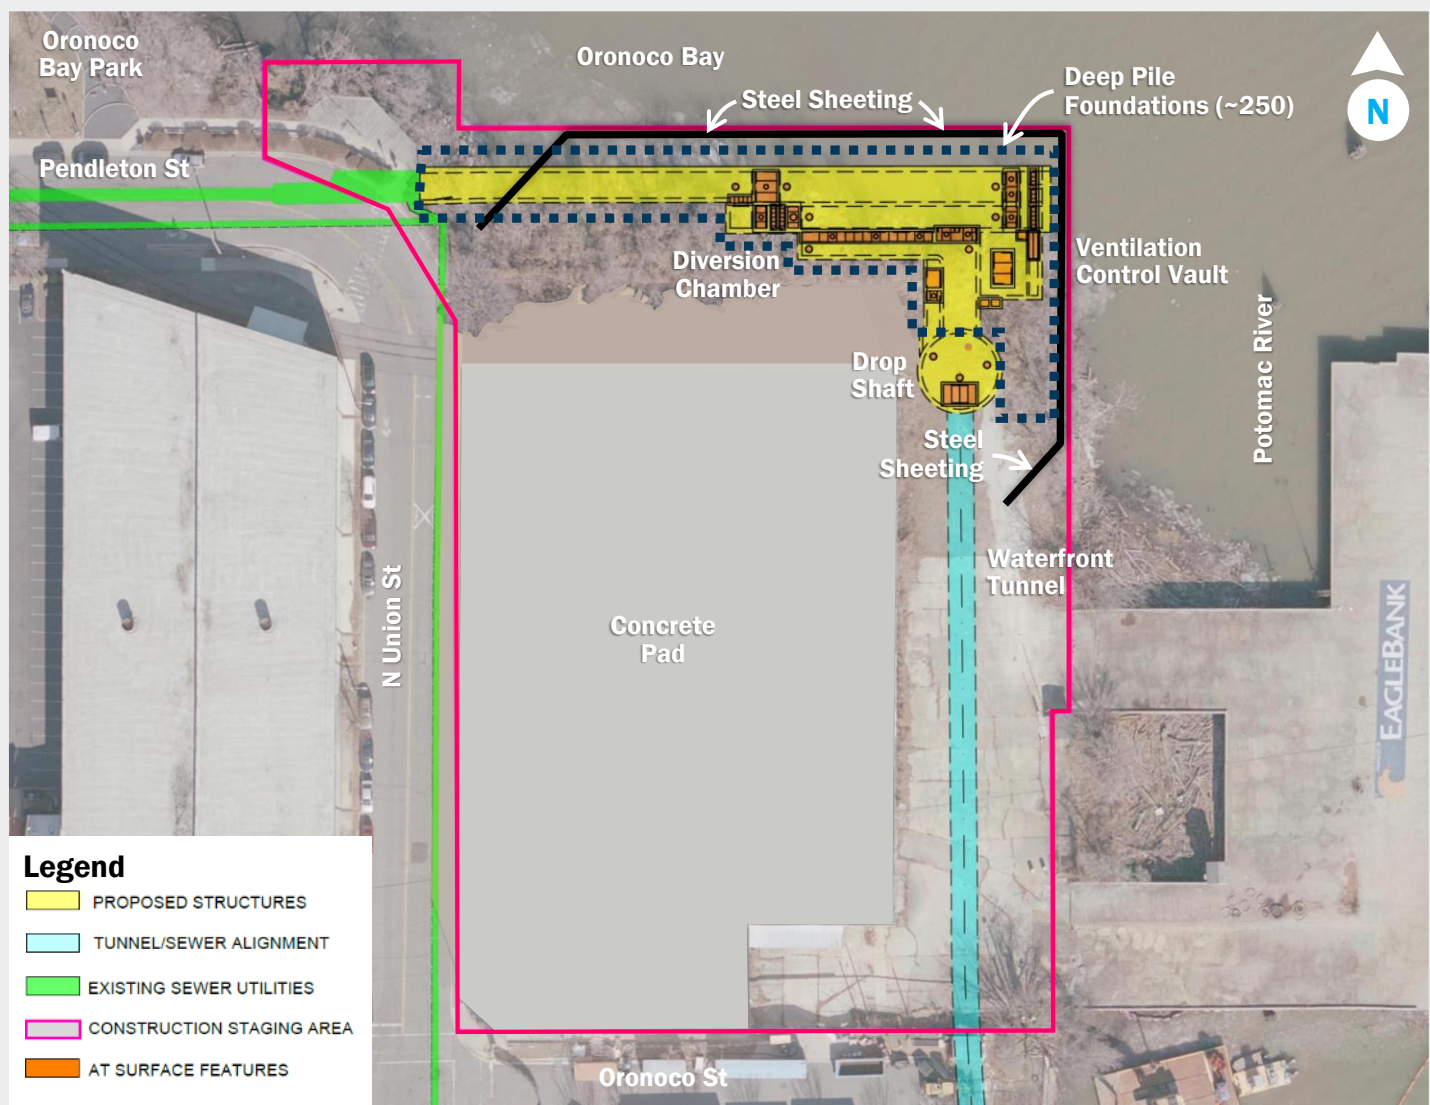 Oronoco
Bay Park
Oronoco Bay
Deep Pile
Foundations (~250)
Steel Sheeting
N
Pendleton St
Diversion
Chamber
Ventilation
Control Vault
Potomac River
Drop
Shaft
Steel
Sheeting
Waterfront
Tunnel
N Union St
Concrete
Pad
EAGLEBANK
Oronoco St
Legend
PROPOSED STRUCTURES
TUNNEL/SEWER ALIGNMENT
EXISTING SEWER UTILITIES
CONSTRUCTION STAGING AREA
AT SURFACE FEATURES